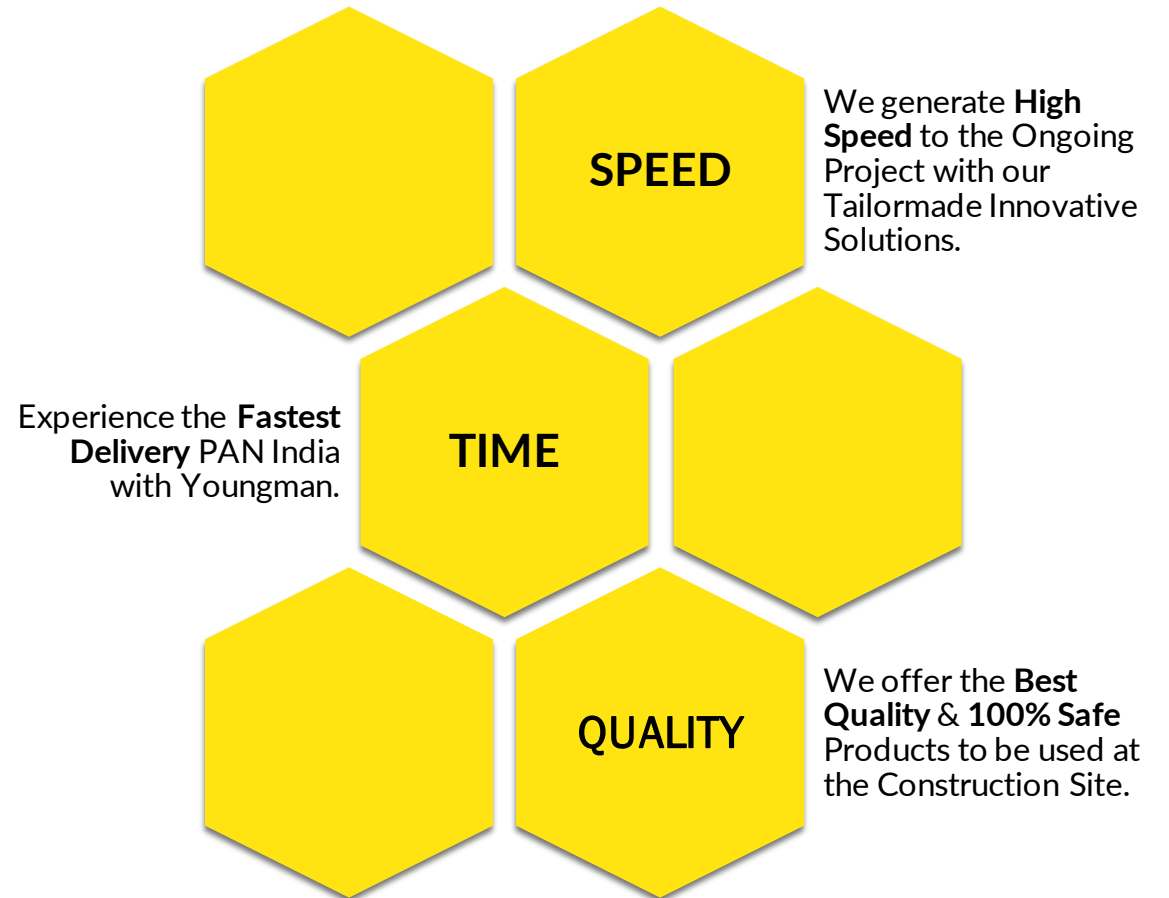 SPEED
We generate High
Speed to the Ongoing
Project with our
Tailormade Innovative
Solutions.
Experience the Fastest
Delivery PAN India
with Youngman.
TIME
QUALITY
We offer the Best
Quality & 100% Safe
Products to be used at
the Construction Site.